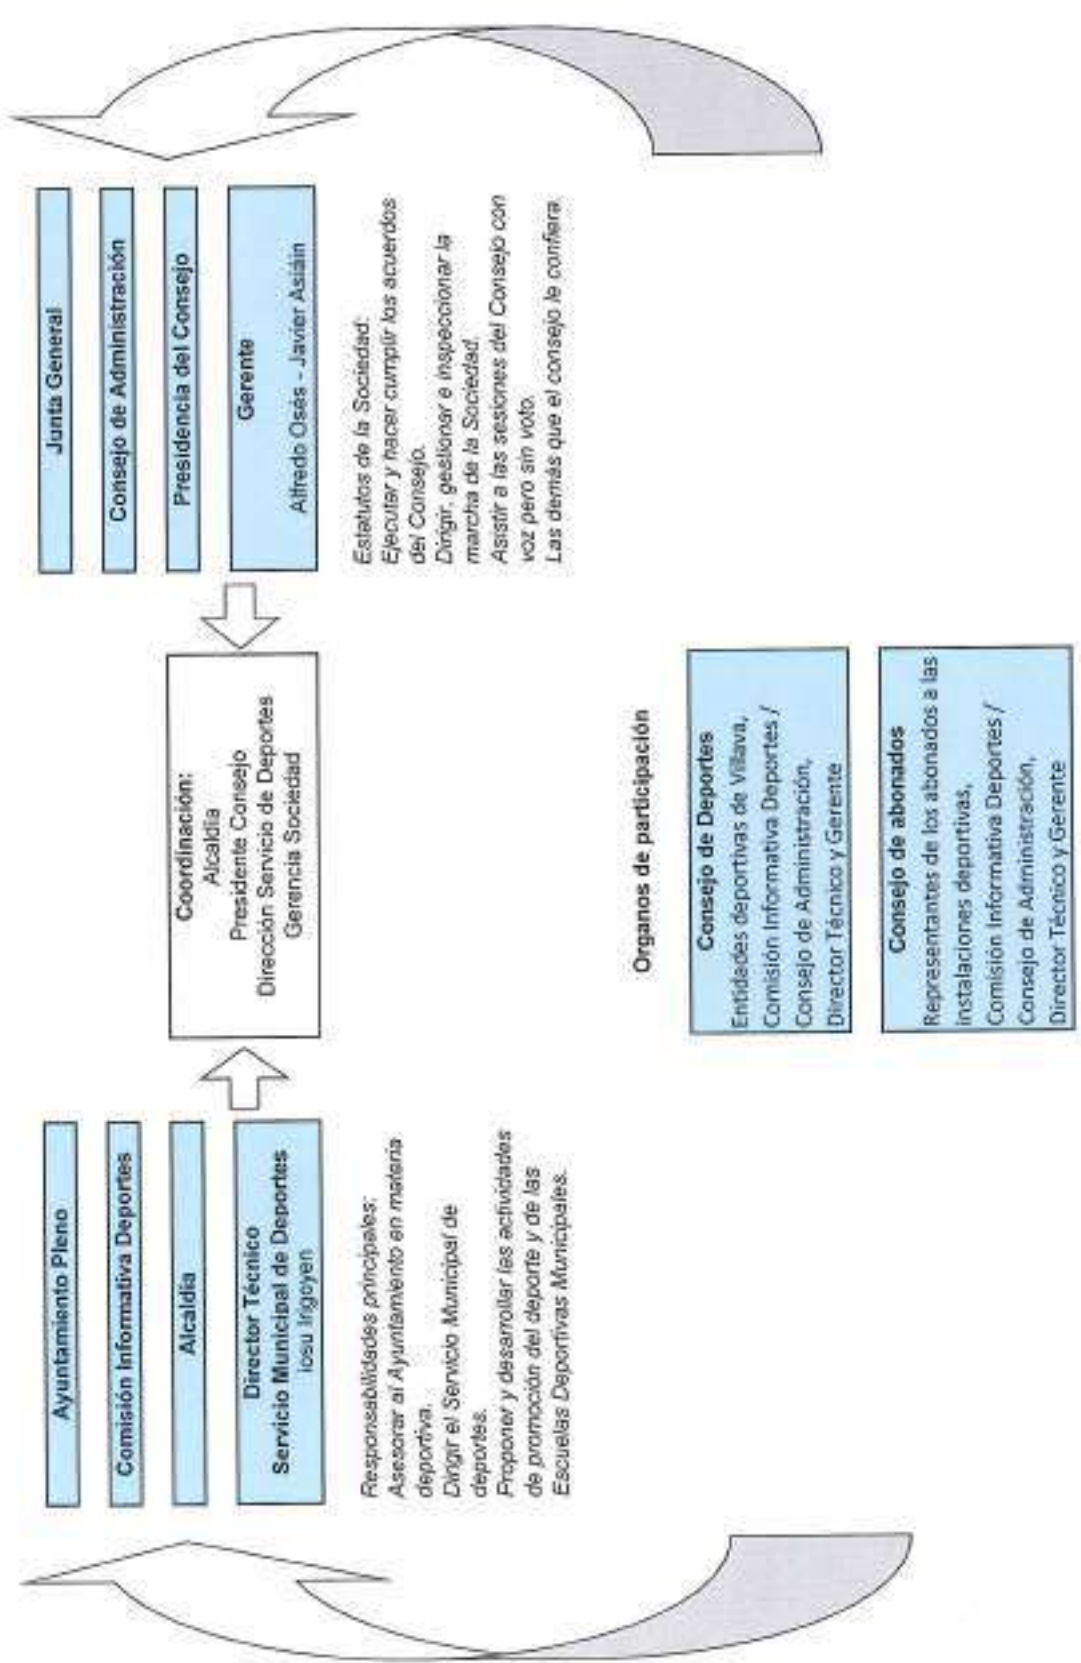 Ayuntamiento Pleno
Comisión Informativa Deportes
Alcaldía
Director Técnico
Servicio Municipal de Deportes
Iosu Irigoyen
Responsabilidades principales:
Asesorar al Ayuntamiento en materia
deportiva.
Dirigir el Servicio Municipal de
deportes.
Proponer y desarrollar las actividades
de promoción del deporte y de las
Escuelas Deportivas Municipales.
Coordinación:
Alcaldía
Presidente Consejo
Dirección Servicio de Deportes
Gerencia Sociedad
Junta General
Consejo de Administración
Presidencia del Consejo
Gerente
Alfredo Osés - Javier Asiáin
Estatutos de la Sociedad:
Ejecutar y hacer cumplir los acuerdos
del Consejo.
Dirigir, gestionar e inspeccionar la
marcha de la Sociedad.
Asistir a las sesiones del Consejo con
voz pero sin voto.
Las demás que el consejo le confiera.
Organos de participación
Consejo de Deportes
Entidades deportivas de Villava,
Comisión Informativa Deportes /
Consejo de Administración,
Director Técnico y Gerente
Consejo de abonados
Representantes de los abonados a las
instalaciones deportivas,
Comisión Informativa Deportes /
Consejo de Administración,
Director Técnico y Gerente